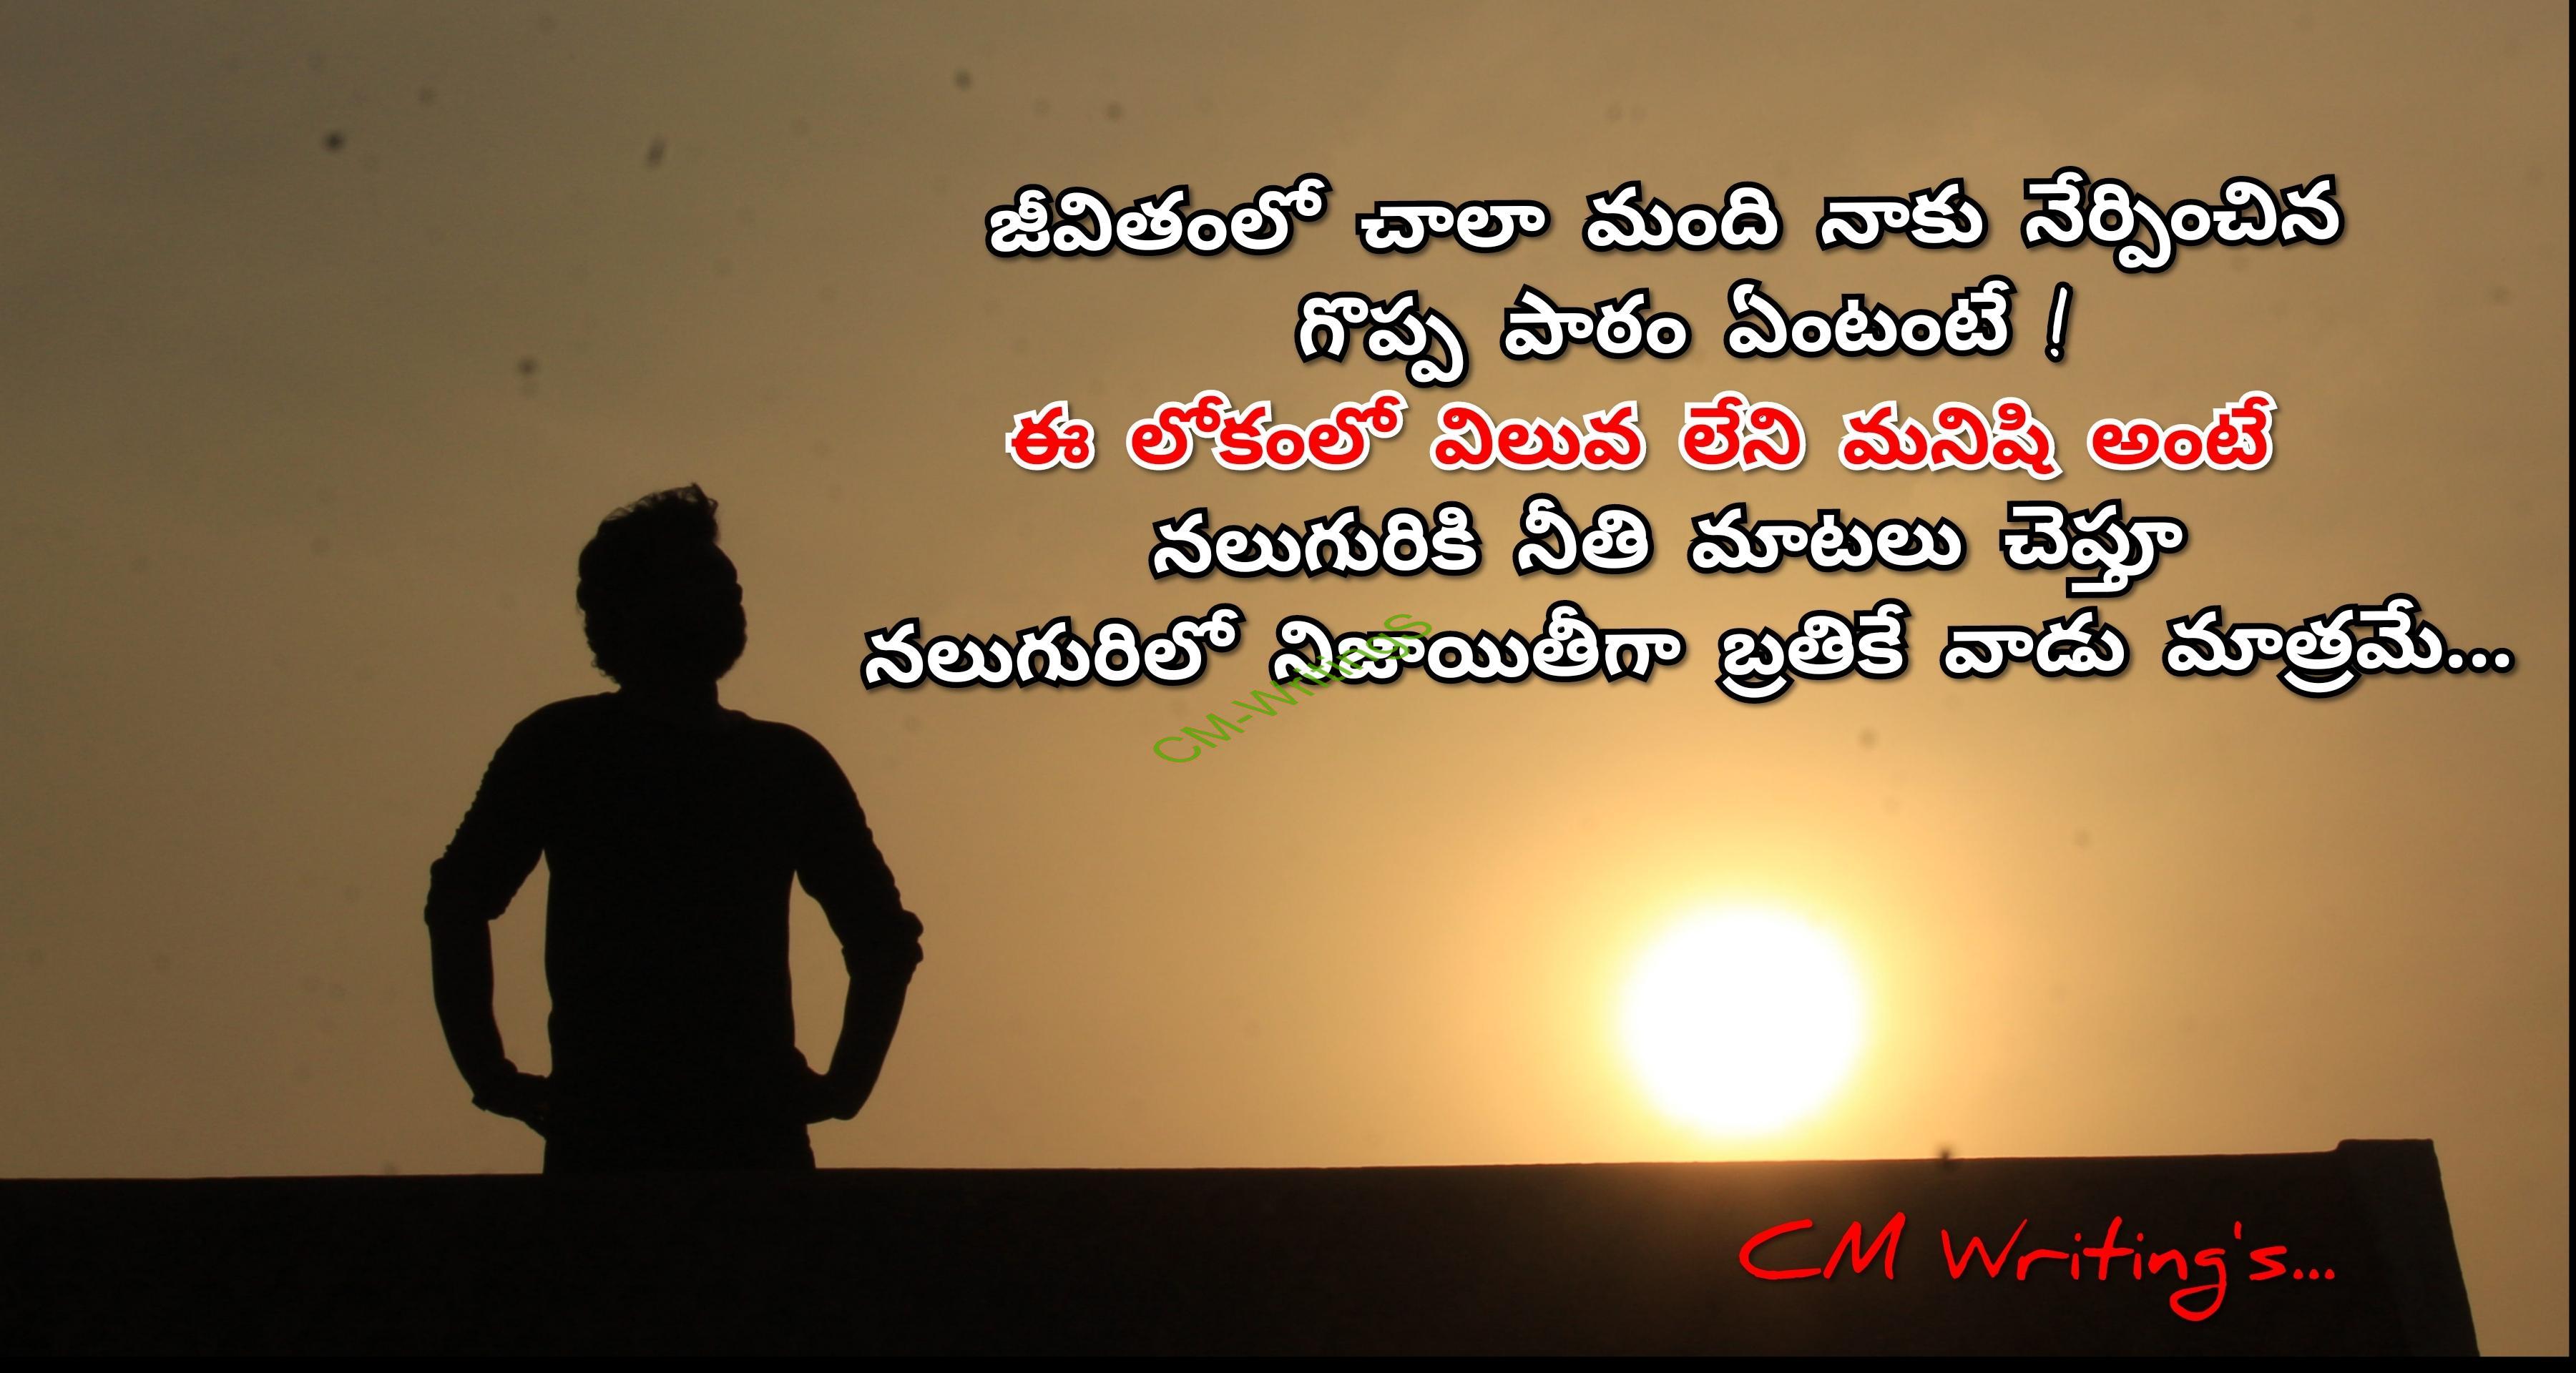 జీవితంలో చాలా మంది నాకు నేర్పించిన
గొప్ప పాఠం ఏంటంటే !
ఈ లోకంలో విలువ లేని మనిషి అంటే
నలుగురికి నీతి మాటలు చెప్తూ
నలుగురిలో నిజాయితీగా బ్రతికే వాడు మాత్రమే...
CM-Writings
CM Writing's...